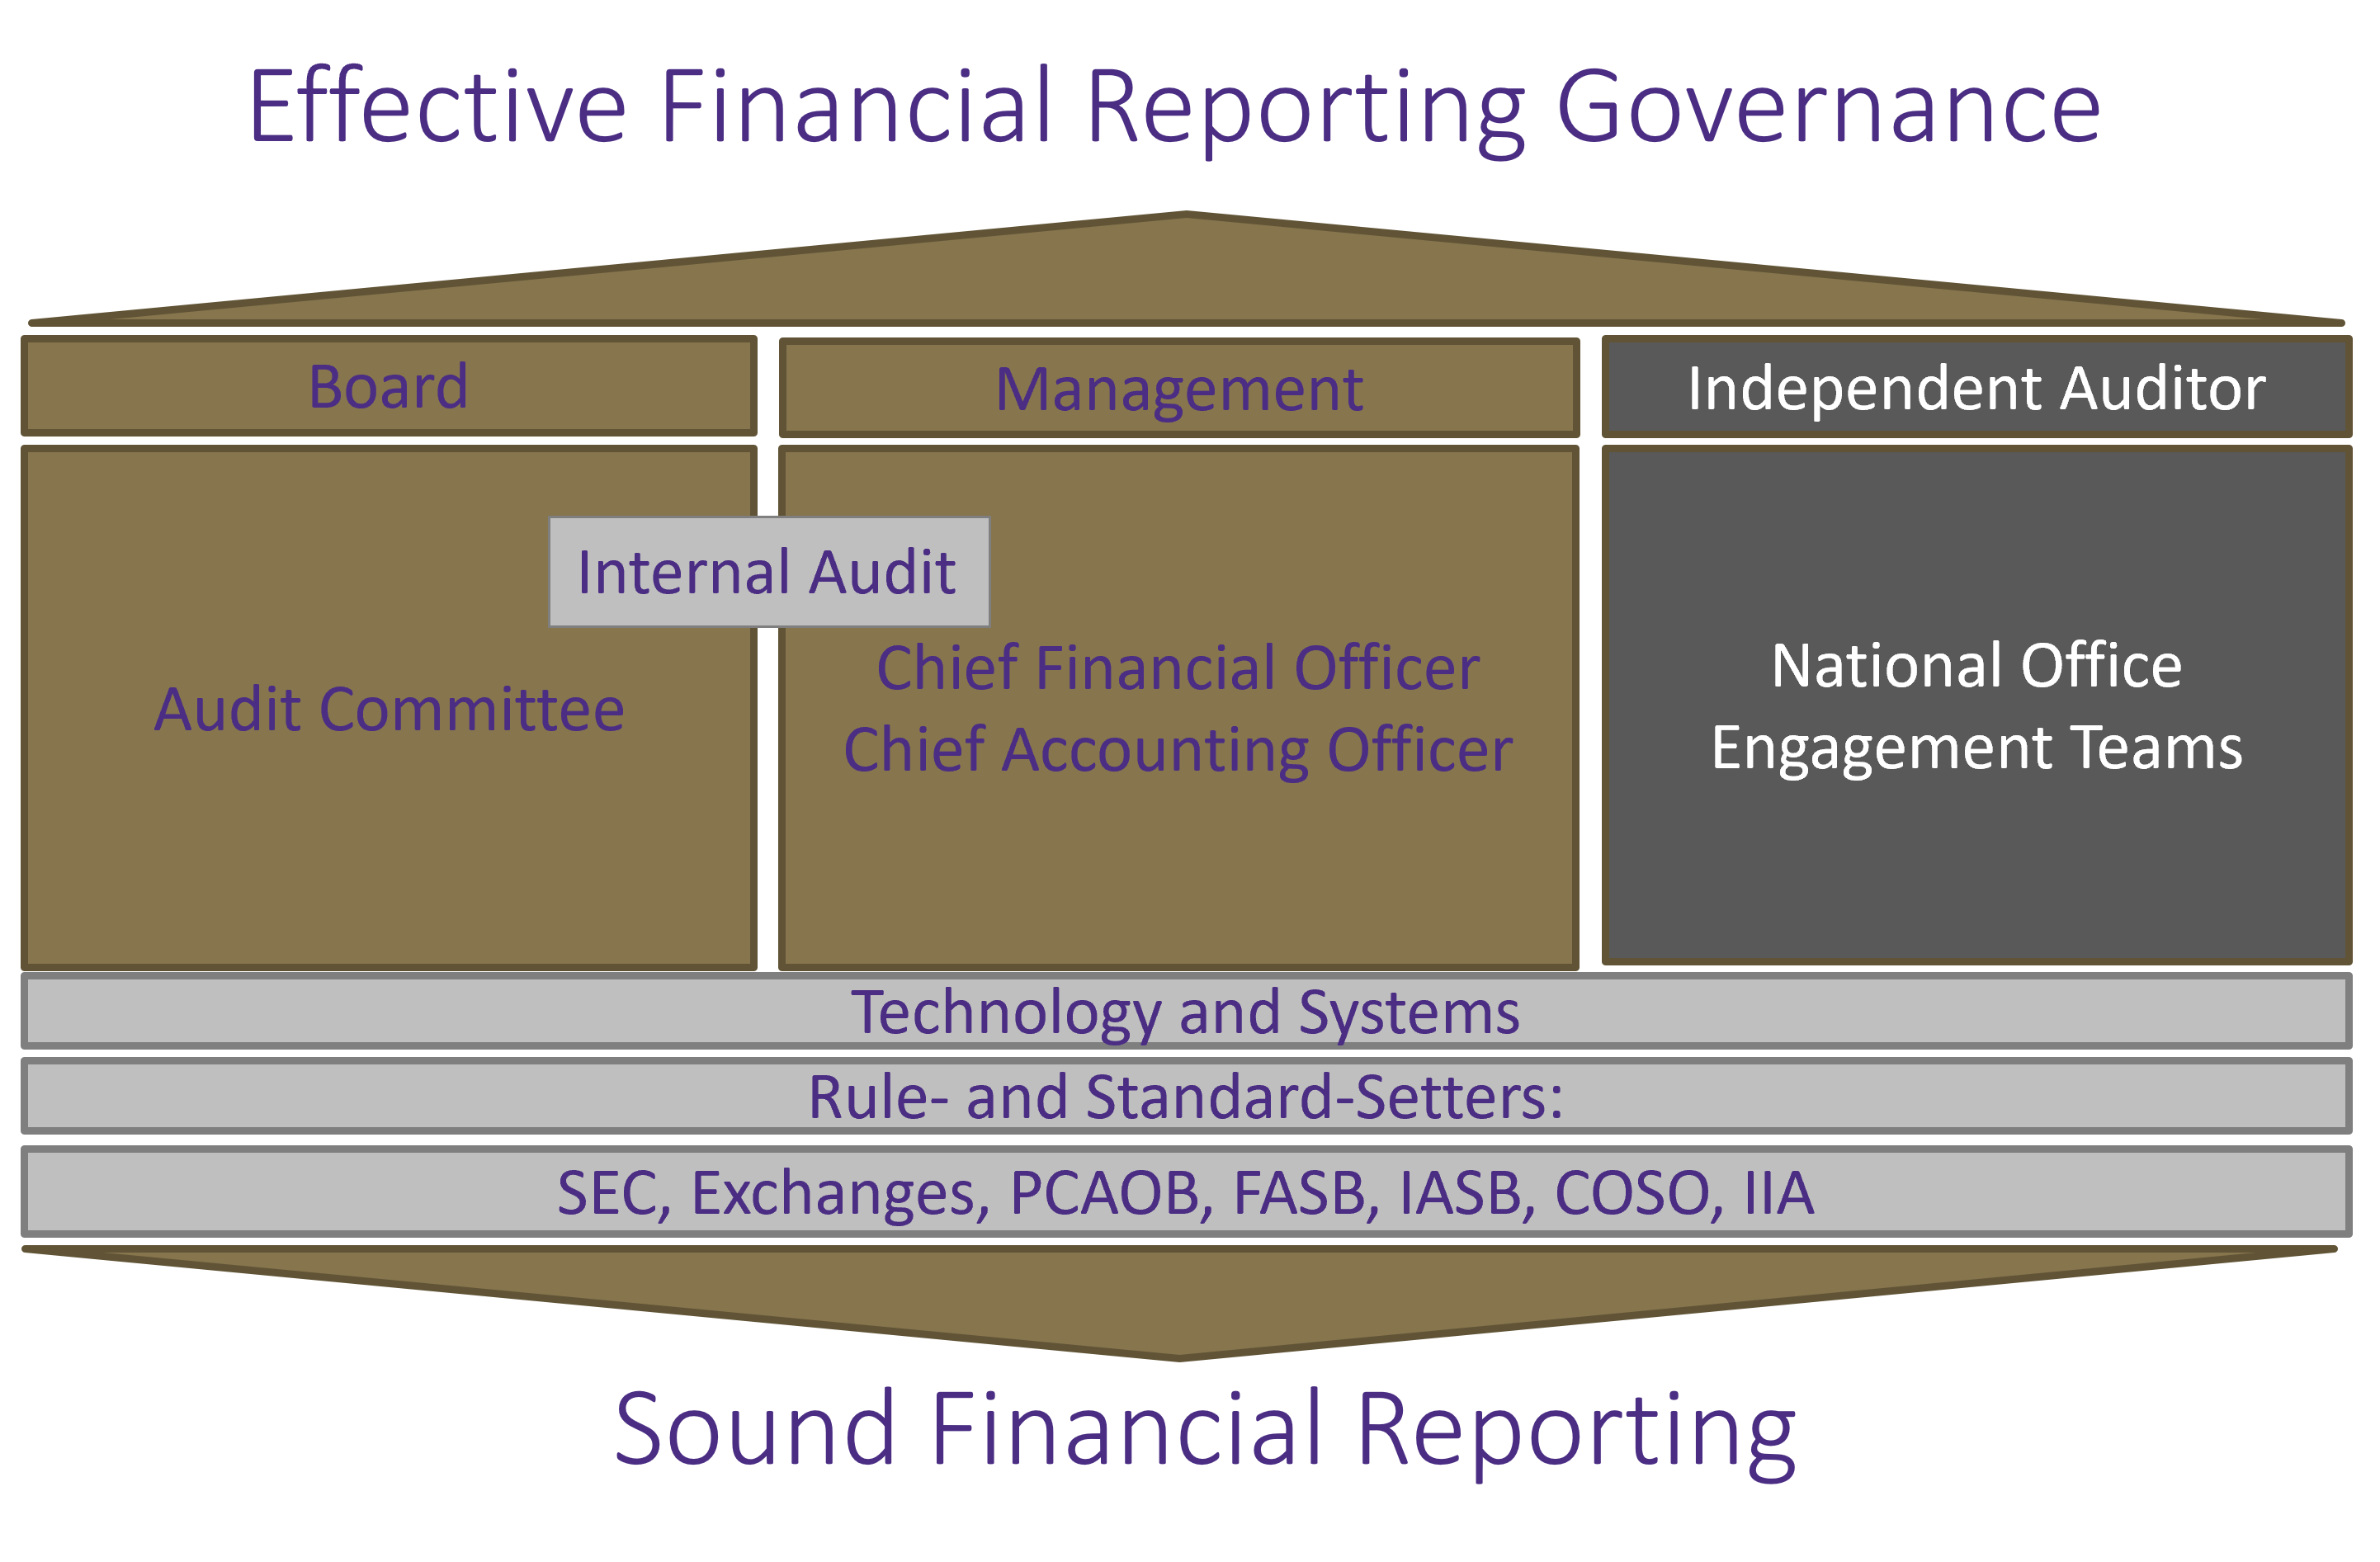 Effective Financial Reporting Governance
Board
Management
Independent Auditor
Internal Audit
Audit Committee
Chief Financial Officer
Chief Accounting Officer
National Office
Engagement Teams
Technology and Systems
Rule- and Standard-Setters:
SEC, Exchanges, PCAOB, FASB, IASB, COSO, IIA
Sound Financial Reporting